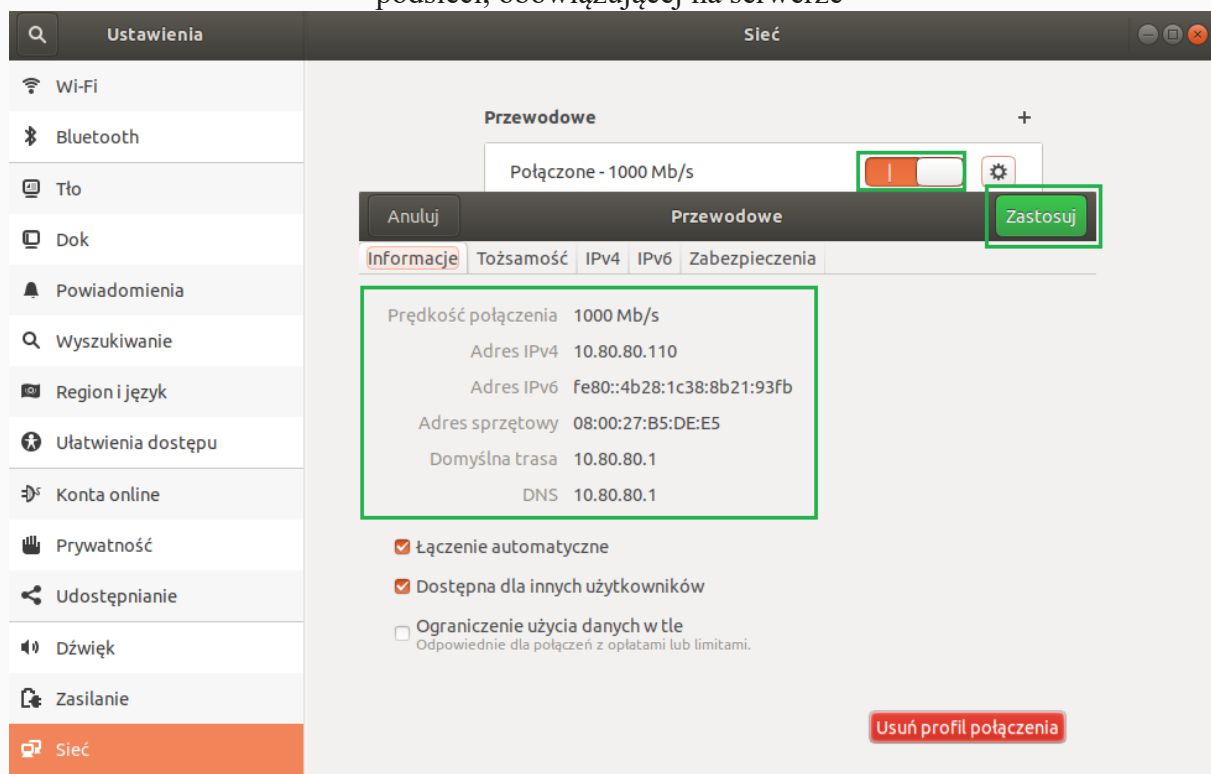 podsieci, obowiązującej na serwerze
Ustawienia
Sieć
Wi-Fi
Bluetooth
Tło
Dok
Powiadomienia
Wyszukiwanie
Region i język
Ułatwienia dostępu
Konta online
Prywatność
Udostępnianie
Dźwięk
Zasilanie
Sieć
Przewodowe +
Połączone - 1000 Mb/s
Anuluj Przewodowe Zastosuj
Informacje Tożsamość IPv4 IPv6 Zabezpieczenia
Prędkość połączenia 1000 Mb/s
Adres IPv4 10.80.80.110
Adres IPv6 fe80::4b28:1c38:8b21:93fb
Adres sprzętowy 08:00:27:B5:DE:E5
Domyślna trasa 10.80.80.1
DNS 10.80.80.1
Łączenie automatyczne
Dostępna dla innych użytkowników
Ograniczenie użycia danych w tle
Odpowiednie dla połączeń z opłatami lub limitami.
Usuń profil połączenia